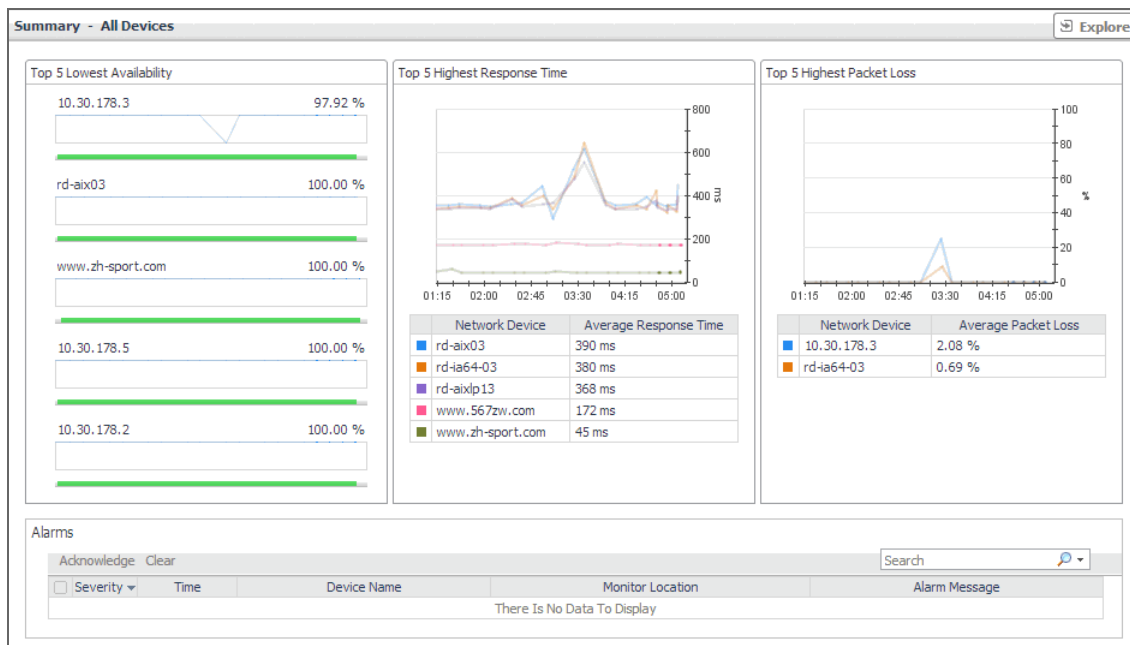 Summary - All Devices
Explore
Top 5 Lowest Availability
10.30.178.3 97.92 %
rd-aix03 100.00 %
www.zh-sport.com 100.00 %
10.30.178.5 100.00 %
10.30.178.2 100.00 %
Top 5 Highest Response Time
800
600
400
200
0
ms
01:15 02:00 02:45 03:30 04:15 05:00
Network Device Average Response Time
rd-aix03 390 ms
rd-ia64-03 380 ms
rd-aixlp13 368 ms
www.567zw.com 172 ms
www.zh-sport.com 45 ms
Top 5 Highest Packet Loss
100
80
60
40
20
0
%
01:15 02:00 02:45 03:30 04:15 05:00
Network Device Average Packet Loss
10.30.178.3 2.08 %
rd-ia64-03 0.69 %
Alarms
Acknowledge Clear
Search
Severity Time Device Name Monitor Location Alarm Message
There Is No Data To Display